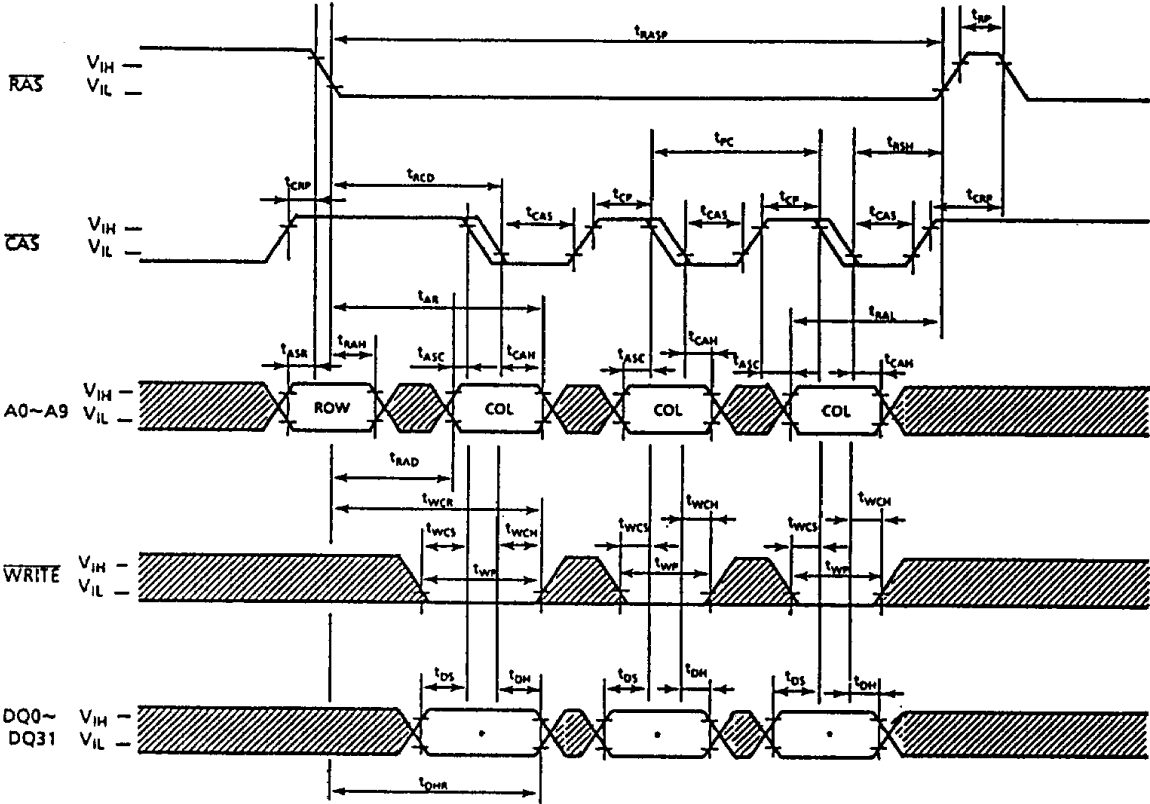 tRP
tRASP
RAS
VIH
VIL
tPC
tRSH
tCRP
tRCD
tCP
tCP
tCRP
tCAS
tCAS
tCAS
CAS
VIH
VIL
tAR
tRAL
tASR
tRAH
tASC
tCAH
tASC
tCAH
tASC
tCAH
A0~A9
VIH
VIL
ROW
COL
COL
COL
tRAD
tWCR
tWCS
tWCH
tWCS
tWCH
tWCS
tWCH
WRITE
VIH
VIL
tWP
tWP
tWP
tDS
tDH
tDS
tDH
tDS
tDH
DQ0~
DQ31
VIH
VIL
*
*
*
tDHR